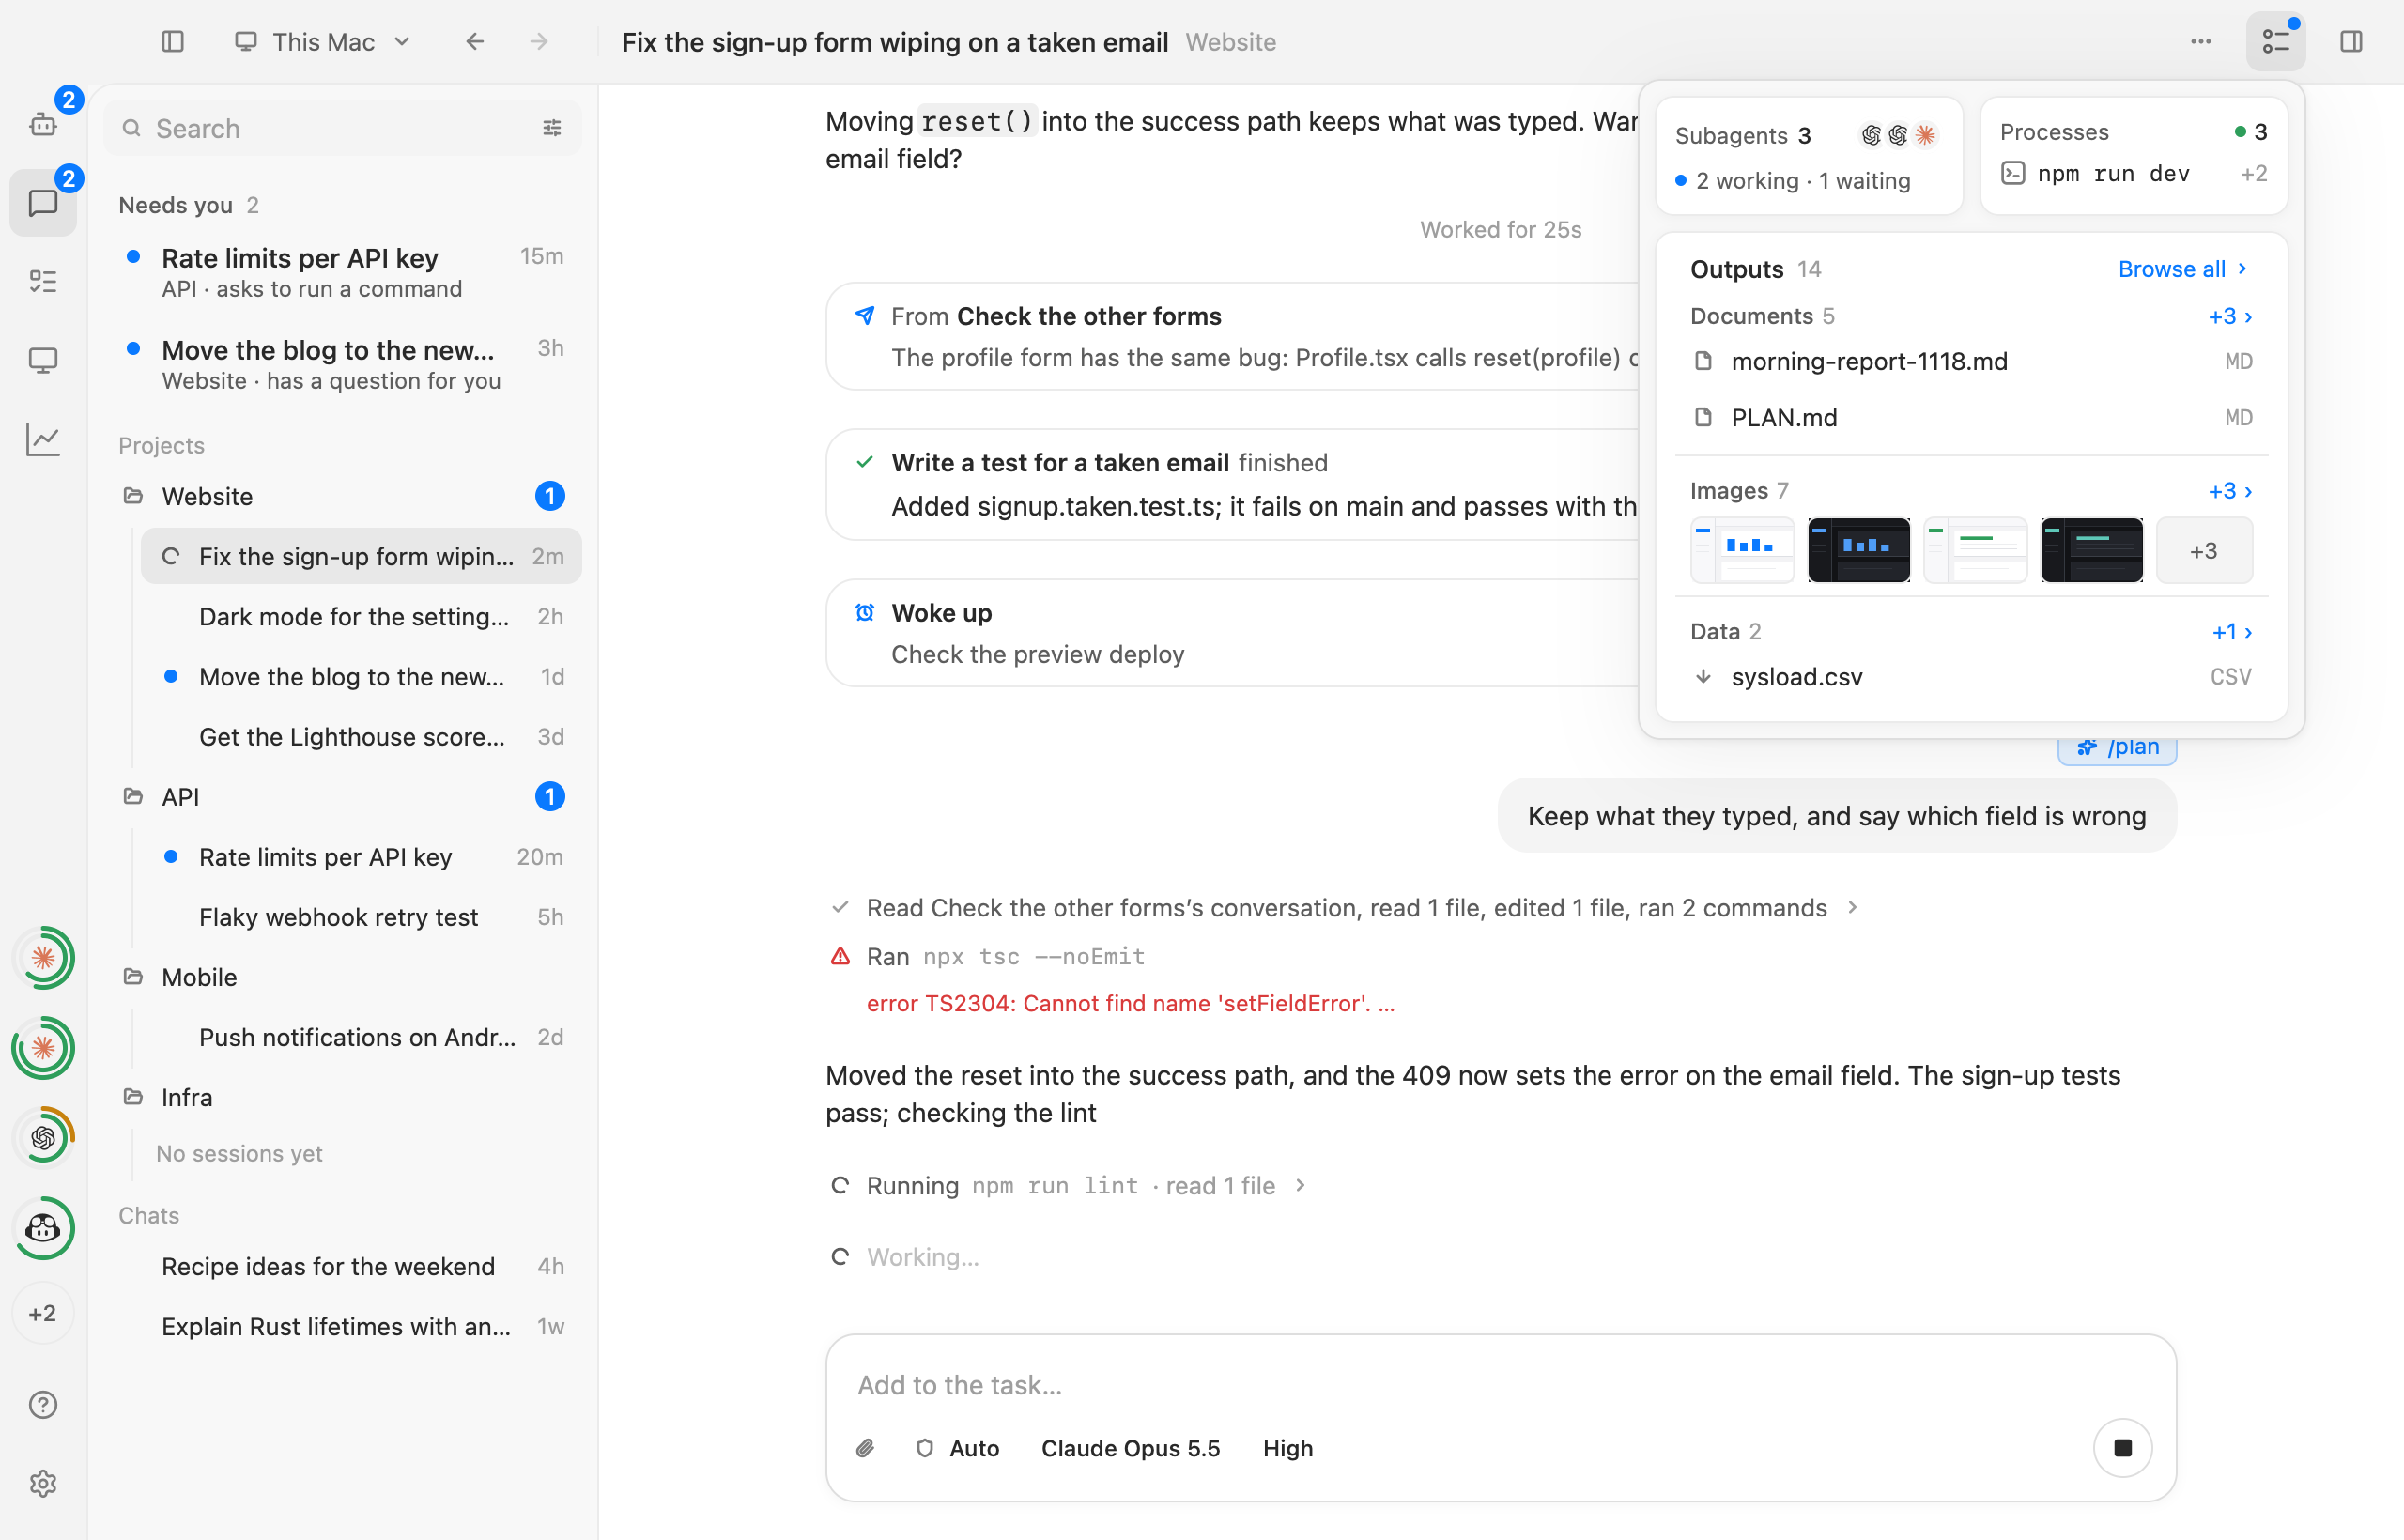 This Mac
Fix the sign-up form wiping on a taken email Website
2
2
+2
Search
Needs you 2
Rate limits per API key 15m
API · asks to run a command
Move the blog to the new... 3h
Website · has a question for you
Projects
Website 1
Fix the sign-up form wipin... 2m
Dark mode for the setting... 2h
Move the blog to the new... 1d
Get the Lighthouse score... 3d
API 1
Rate limits per API key 20m
Flaky webhook retry test 5h
Mobile
Push notifications on Andr... 2d
Infra
No sessions yet
Chats
Recipe ideas for the weekend 4h
Explain Rust lifetimes with an... 1w
Moving reset() into the success path keeps what was typed.
email field?
Worked for 25s
From Check the other forms
The profile form has the same bug: Profile.tsx calls reset(profile)
Write a test for a taken email finished
Added signup.taken.test.ts; it fails on main and passes with
Woke up
Check the preview deploy
/plan
Keep what they typed, and say which field is wrong
Read Check the other forms’s conversation, read 1 file, edited 1 file, ran 2 commands
Ran npx tsc --noEmit
error TS2304: Cannot find name 'setFieldError'. ...
Moved the reset into the success path, and the 409 now sets the error on the email field. The sign-up tests
pass; checking the lint
Running npm run lint · read 1 file
Working...
Add to the task...
Auto Claude Opus 5.5 High
Subagents 3
2 working · 1 waiting
Processes 3
npm run dev +2
Outputs 14 Browse all
Documents 5 +3
morning-report-1118.md MD
PLAN.md MD
Images 7 +3
+3
Data 2 +1
sysload.csv CSV